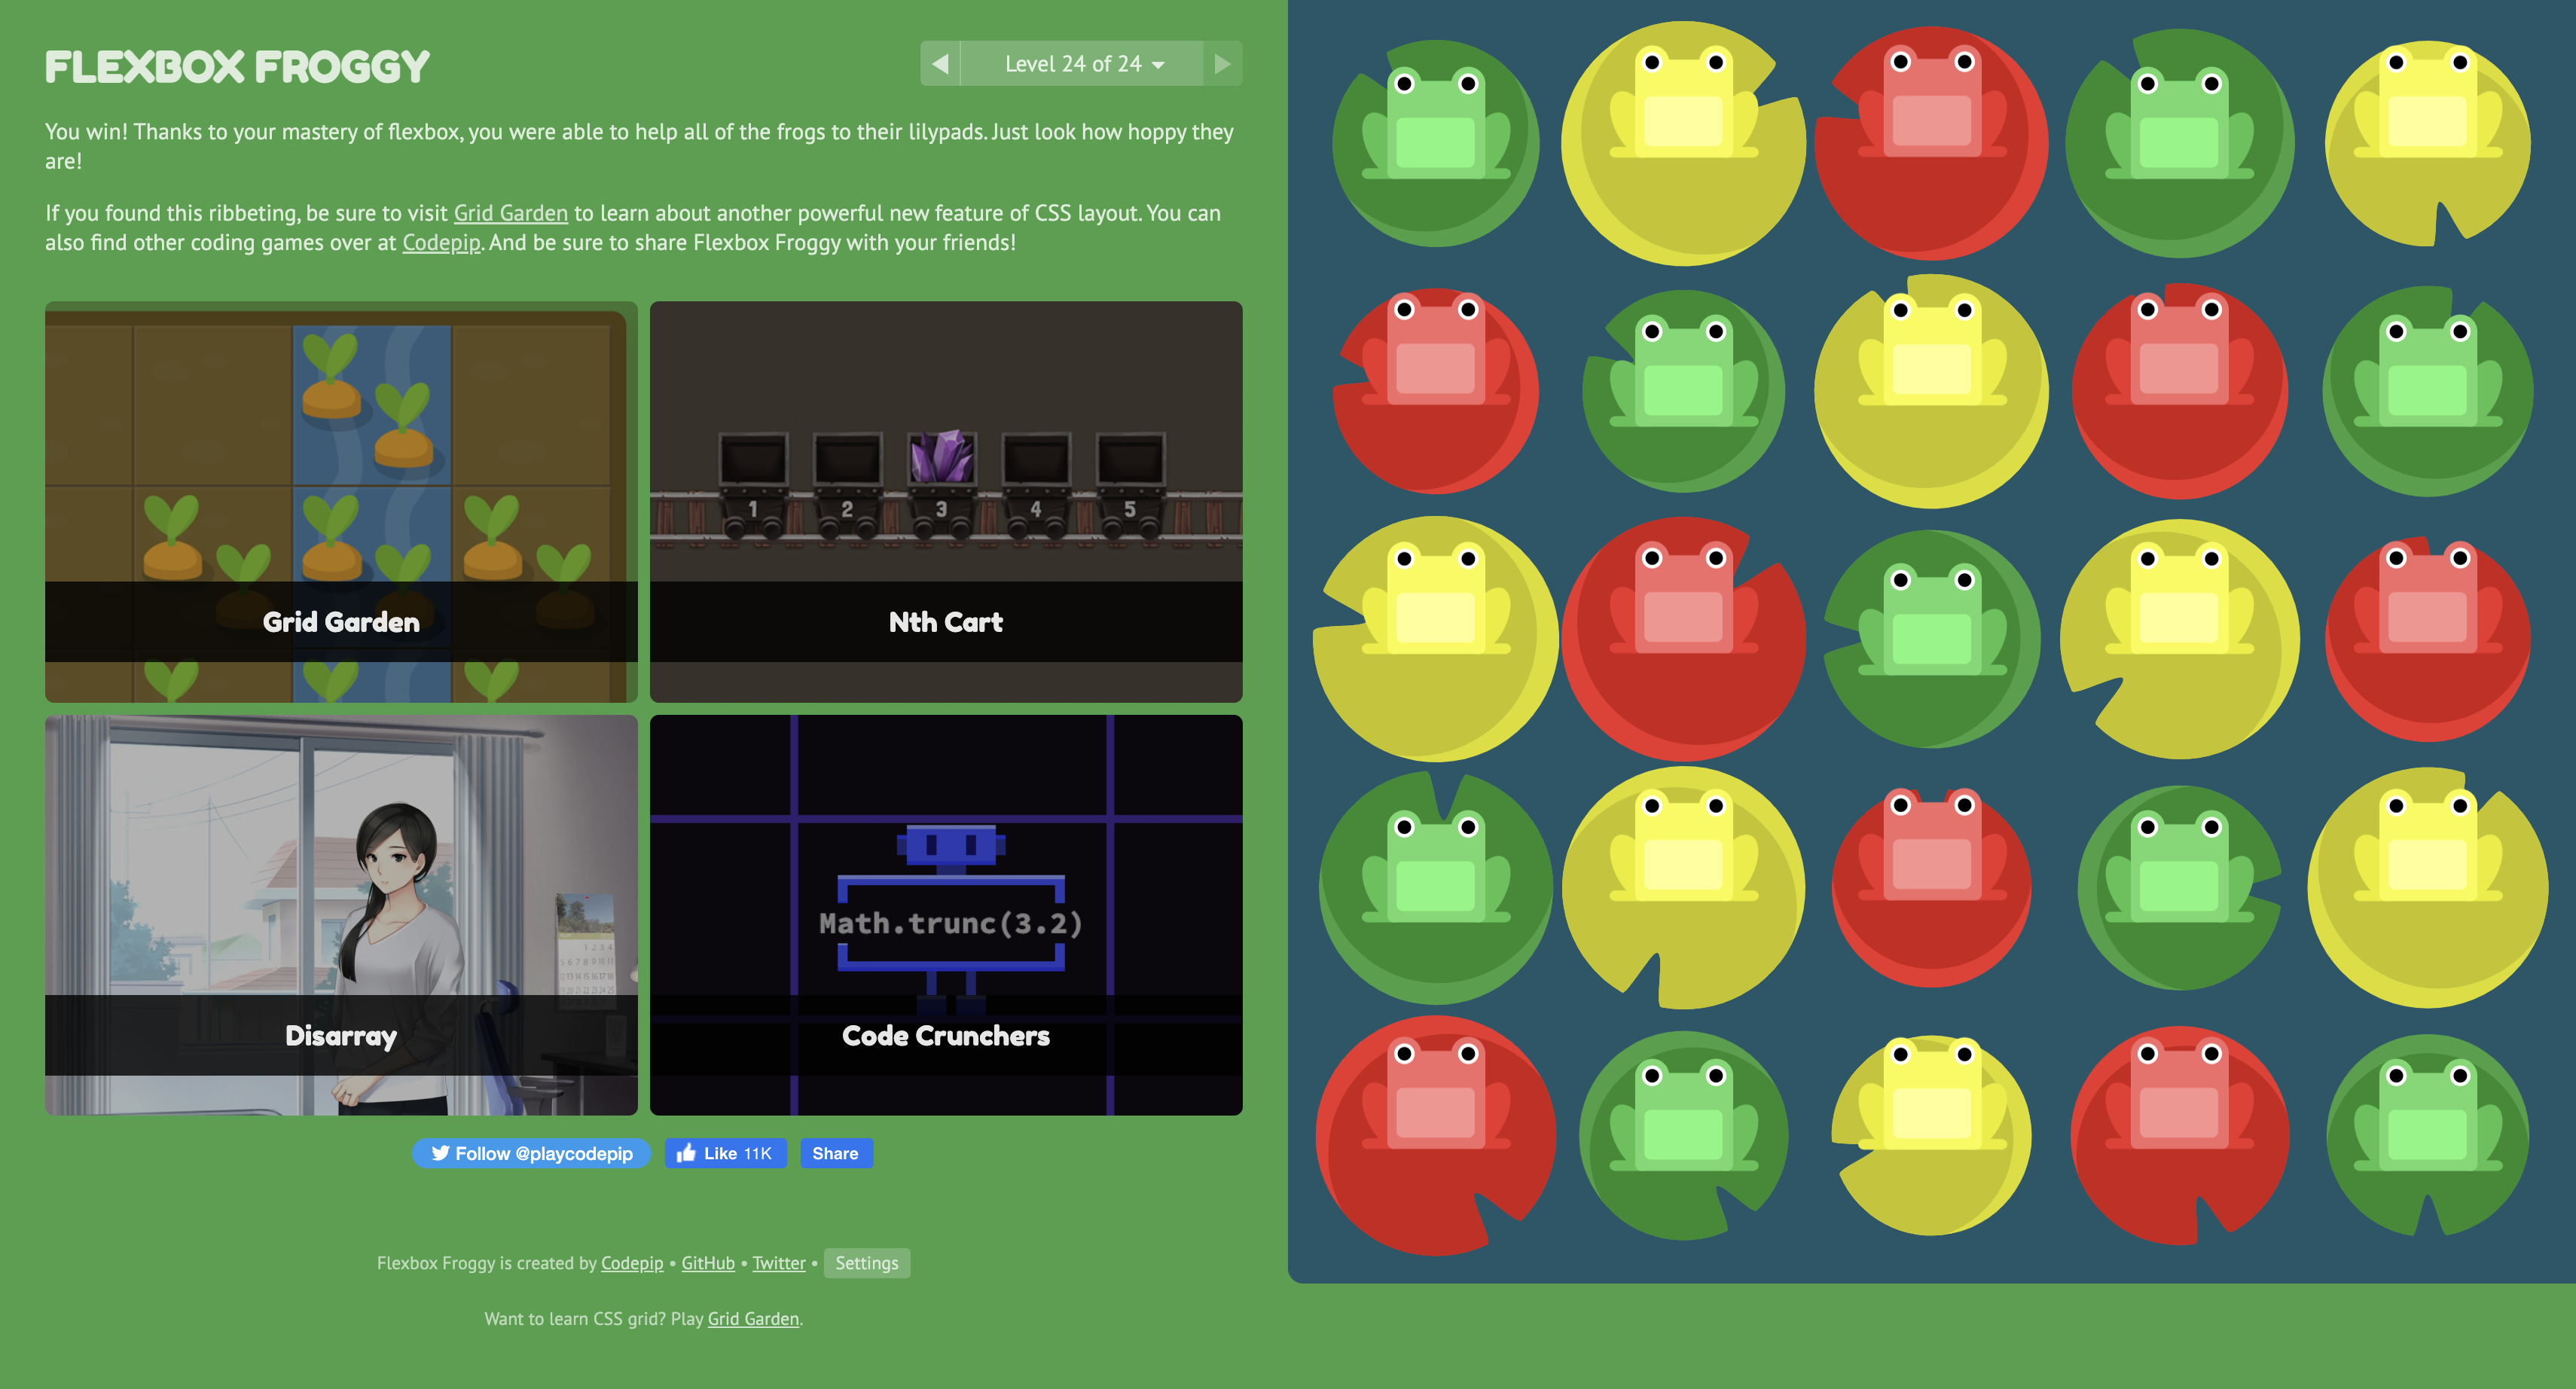 FLEXBOX FROGGY
Level 24 of 24
You win! Thanks to your mastery of flexbox, you were able to help all of the frogs to their lilypads. Just look how hoppy they
are!
If you found this ribbeting, be sure to visit Grid Garden to learn about another powerful new feature of CSS layout. You can
also find other coding games over at Codepip. And be sure to share Flexbox Froggy with your friends!
Grid Garden
1 2 3 4 5
Nth Cart
Disarray
Math.trunc(3.2)
Code Crunchers
Follow @playcodepip
Like 11K
Share
Flexbox Froggy is created by Codepip • GitHub • Twitter • Settings
Want to learn CSS grid? Play Grid Garden.